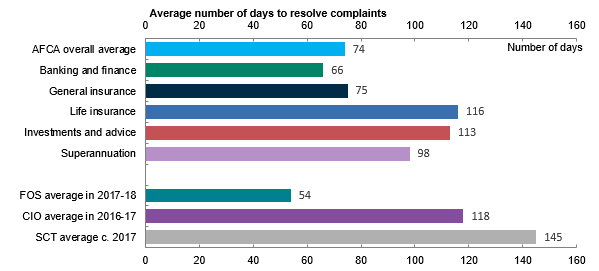 Average number of days to resolve complaints
0 20 40 60 80 100 120 140 160
Number of days
AFCA overall average 74
Banking and finance 66
General insurance 75
Life insurance 116
Investments and advice 113
Superannuation 98
FOS average in 2017-18 54
CIO average in 2016-17 118
SCT average c. 2017 145
0 20 40 60 80 100 120 140 160